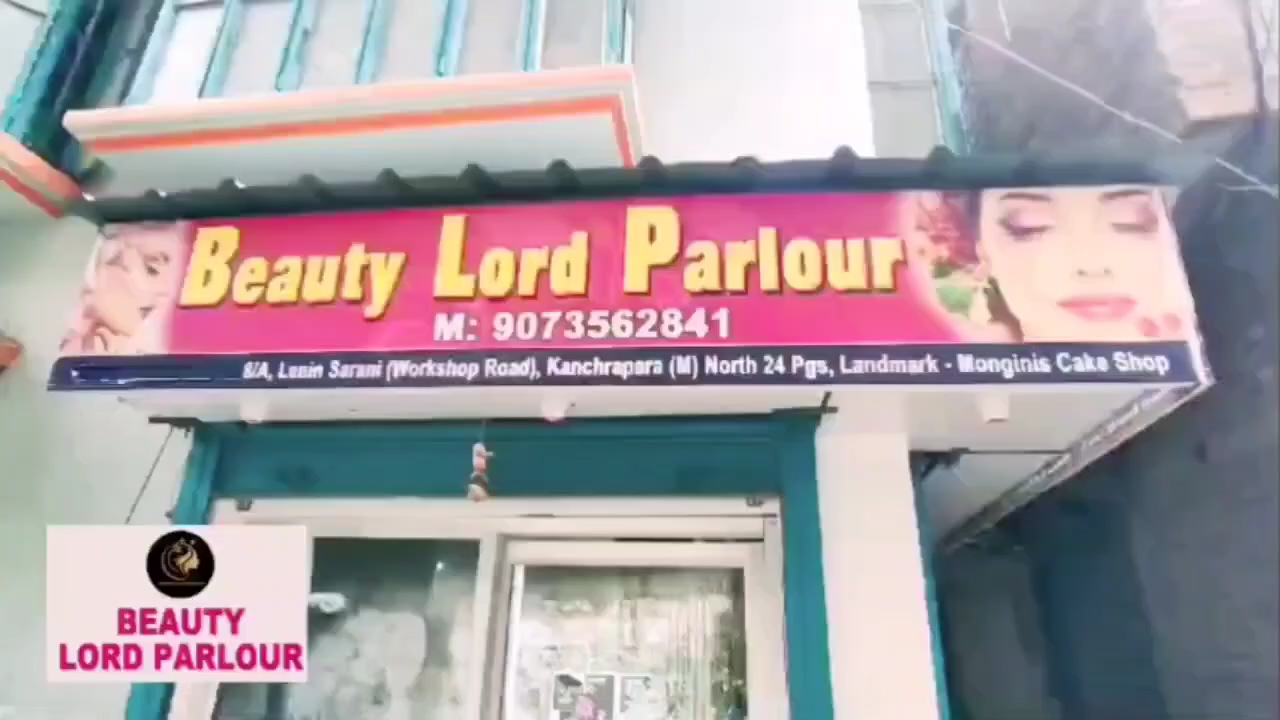 Beauty Lord Parlour
M: 9073562841
8/A, Lenin Sarani (Workshop Road), Kanchrapara (M) North 24 Pgs, Landmark - Monginis Cake Shop
BEAUTY
LORD PARLOUR